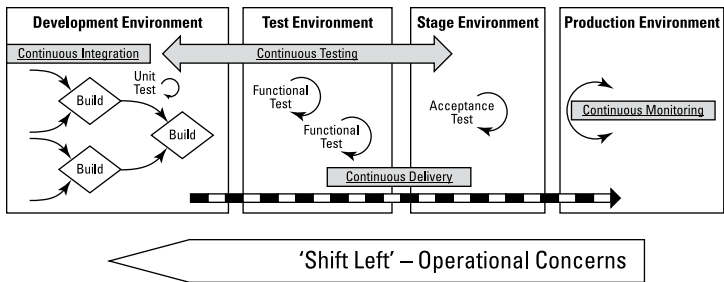 Development Environment
Test Environment
Stage Environment
Production Environment
Continuous Integration
Continuous Testing
Unit
Test
Build
Build
Build
Functional
Test
Functional
Test
Acceptance
Test
Continuous Monitoring
Continuous Delivery
‘Shift Left’ – Operational Concerns